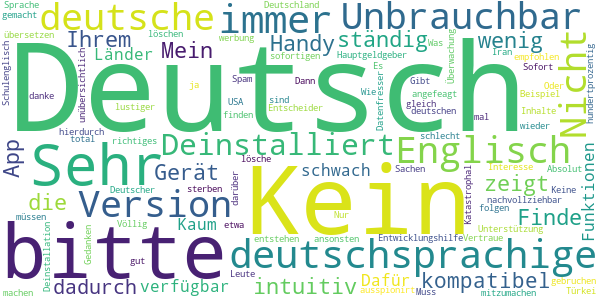 Sprache
gemacht
deutsche
immer
Deutschland
Unbrauchbar
übersetzen
Ihrem
löschen
werbung
Handy
ständig
Was
wenig
Iran
empfohlen
Schulenglisch
unübersichtlich
Länder
Mein
sofortigen
Hauptgeldgeber
Überwachung
Sofort
hundertprozentig
Deutsch
Nicht
danke
Spam
Dann
Es
Gibt
Oder
ja
USA
sind
Wie
Datenfresser
angefeagt
Beispiel
lustiger
finden
Entscheider
gleich
deutschen
mal
Inhalte
hierdurch
total
richtiges
Deinstalliert
schlecht
wieder
App
Sehr
Gerät
lösche
darüber
Englisch
Funktionen
Deutscher
sterben
schwach
Sachen
Absolut
Keine
nachvollziehbar
die
Version
Kein
Katastrophal
zeigt
Interesse
folgen
Deinstallation
müssen
Gedanken
Völlig
Kaum
etwa
Nur
Entwicklungshilfe
Vertraue
Finde
Unterstützung
bitte
gut
Leute
deutschsprachige
entstehen
ansonsten
Dafür
ausspioniert
kompatibel
gebruchen
Türkei
machen
dadurch
verfügbar
intuitiv
Muss
mitzumachen